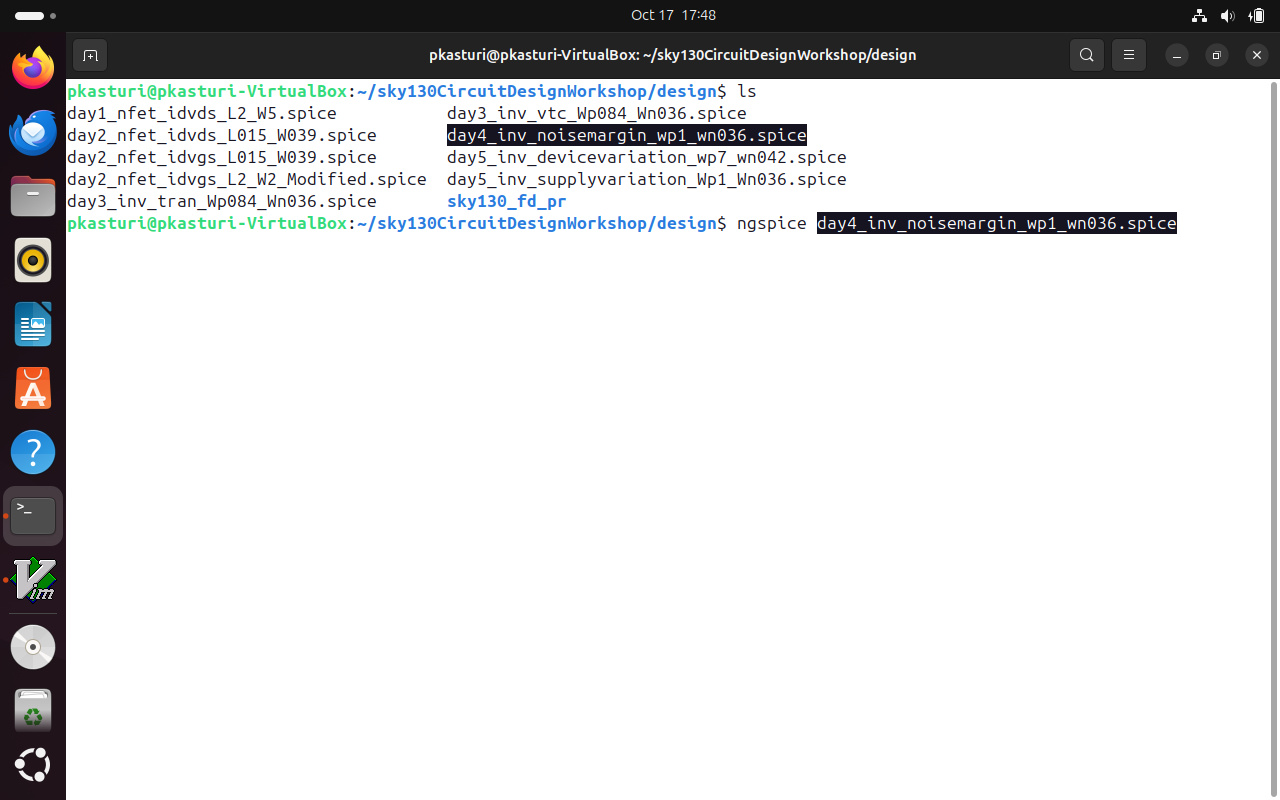 Oct 17 17:48
pkasturi@pkasturi-VirtualBox: ~/sky130CircuitDesignWorkshop/design
pkasturi@pkasturi-VirtualBox:~/sky130CircuitDesignWorkshop/design$ ls
day1_nfet_idvds_L2_W5.spice day3_inv_vtc_Wp084_Wn036.spice
day2_nfet_idvds_L015_W039.spice day4_inv_noisemargin_wp1_wn036.spice
day2_nfet_idvgs_L015_W039.spice day5_inv_devicevariation_wp7_wn042.spice
day2_nfet_idvgs_L2_W2_Modified.spice day5_inv_supplyvariation_Wp1_Wn036.spice
day3_inv_tran_Wp084_Wn036.spice sky130_fd_pr
pkasturi@pkasturi-VirtualBox:~/sky130CircuitDesignWorkshop/design$ ngspice day4_inv_noisemargin_wp1_wn036.spice
A
?
>_
Vim